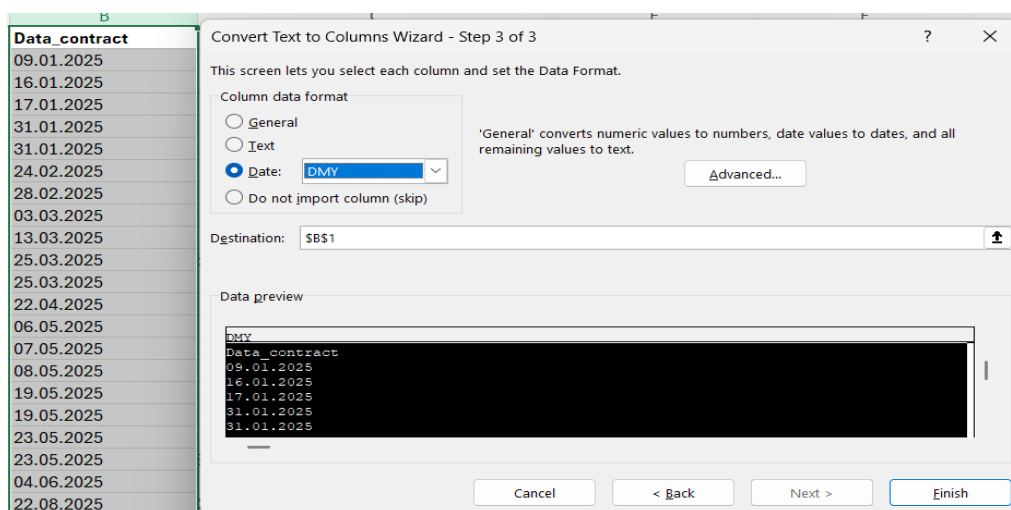 B
Data_contract
09.01.2025
16.01.2025
17.01.2025
31.01.2025
31.01.2025
24.02.2025
28.02.2025
03.03.2025
13.03.2025
25.03.2025
25.03.2025
22.04.2025
06.05.2025
07.05.2025
08.05.2025
19.05.2025
19.05.2025
23.05.2025
23.05.2025
04.06.2025
22.08.2025
Convert Text to Columns Wizard - Step 3 of 3
?
This screen lets you select each column and set the Data Format.
Column data format
General
Text
Date: DMY
Do not import column (skip)
'General' converts numeric values to numbers, date values to dates, and all
remaining values to text.
Advanced...
Destination: $B$1
Data preview
DMY
Data_contract
09.01.2025
16.01.2025
17.01.2025
31.01.2025
31.01.2025
Cancel
< Back
Next >
Finish